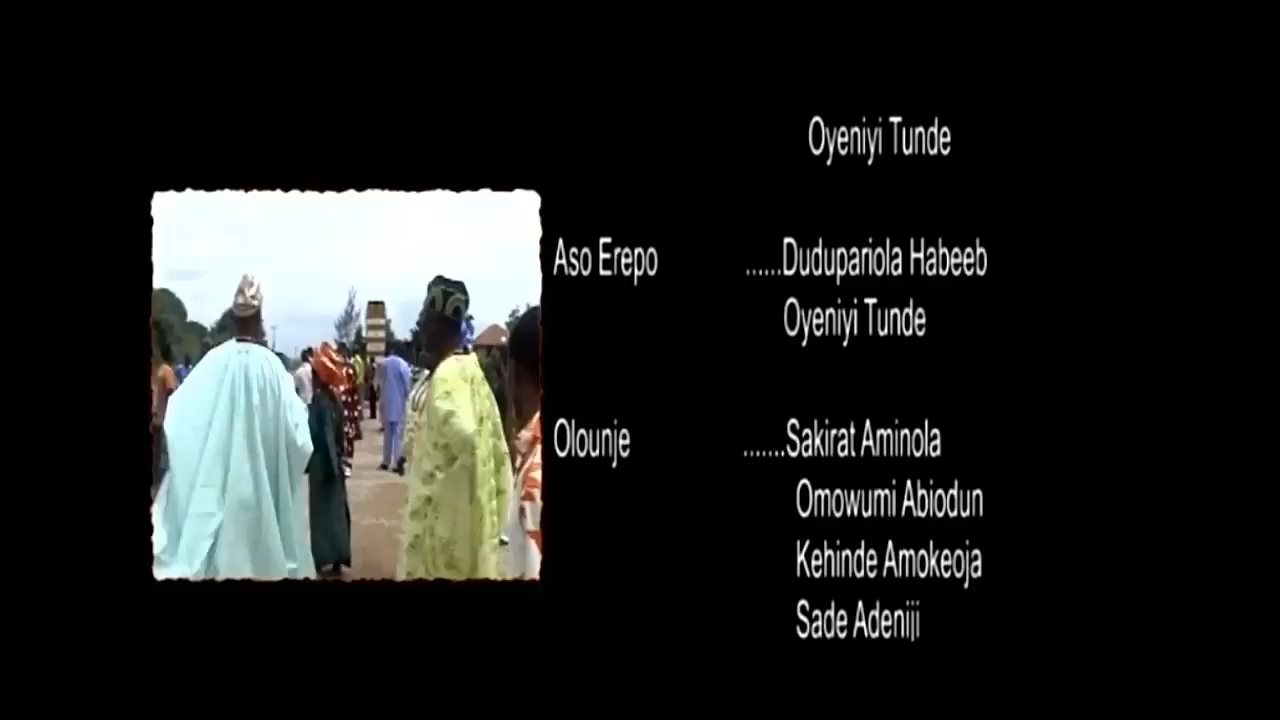 Oyeniyi Tunde
Aso Erepo ......Dudupariola Habeeb
Oyeniyi Tunde
Olounje .......Sakirat Aminola
Omowumi Abiodun
Kehinde Amokeoja
Sade Adeniji